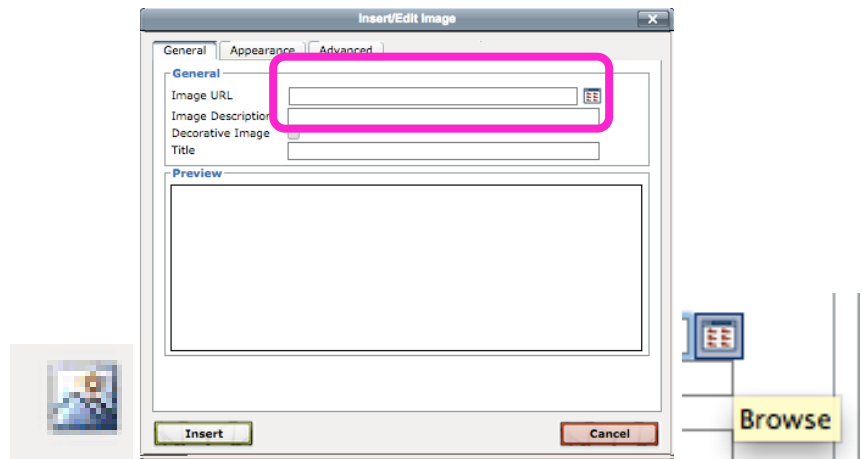 Insert/Edit Image
General Appearance Advanced
General
Image URL
Image Description
Decorative Image
Title
Preview
Insert Cancel
Browse